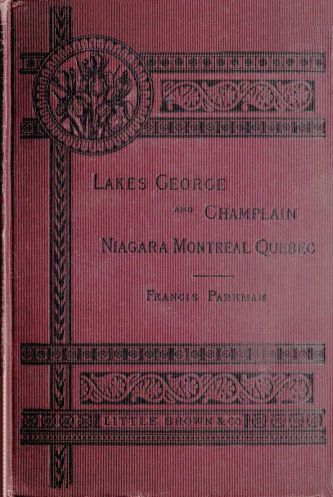 LAKES GEORGE
AND CHAMPLAIN
NIAGARA MONTREAL QUEBEC
FRANCIS PARKMAN
LITTLE BROWN & CO